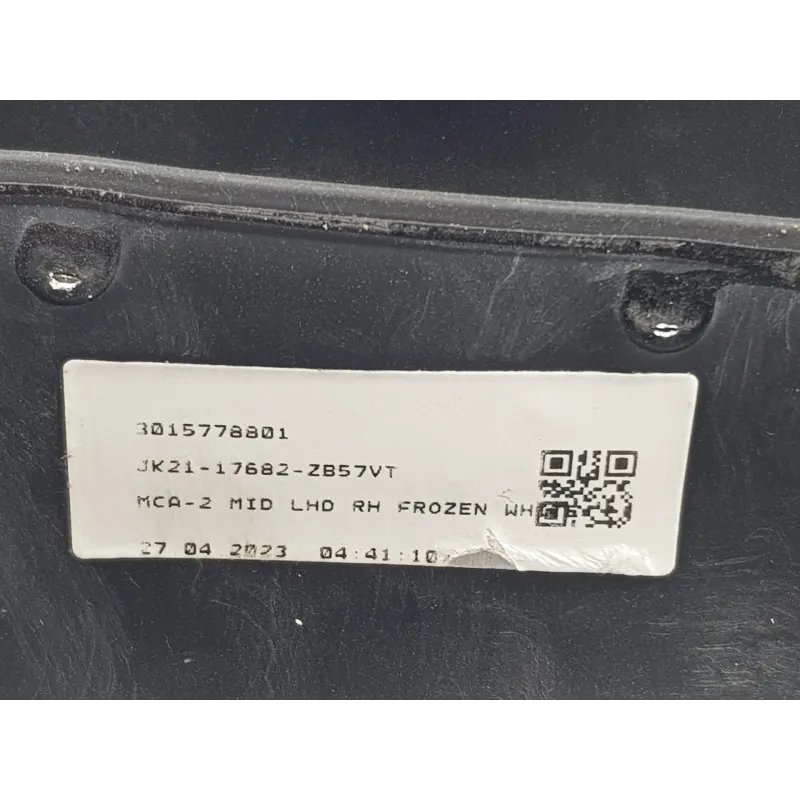 3015778801
JK21-17682-ZB57VT
MCA-2 MID LHD RH FROZEN
27 04 2023 04:41:10